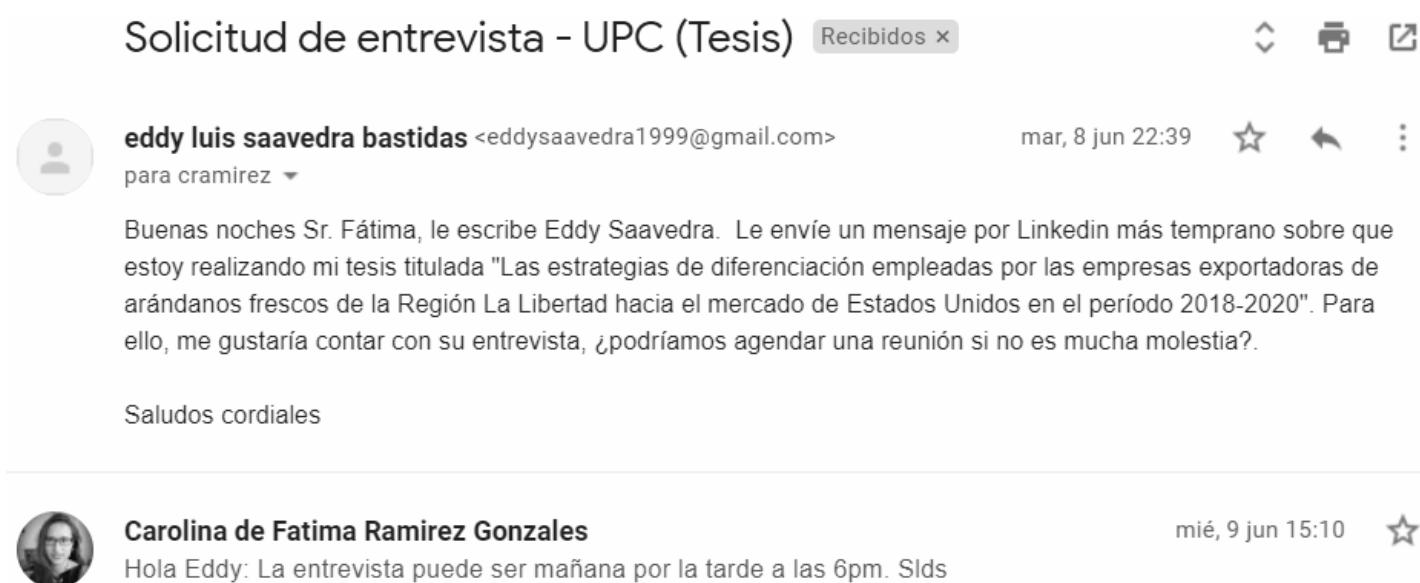 Solicitud de entrevista - UPC (Tesis) Recibidos ×
eddy luis saavedra bastidas <eddysaavedra1999@gmail.com> mar, 8 jun 22:39
para cramirez
Buenas noches Sr. Fátima, le escribe Eddy Saavedra.  Le envíe un mensaje por Linkedin más temprano sobre que
estoy realizando mi tesis titulada "Las estrategias de diferenciación empleadas por las empresas exportadoras de
arándanos frescos de la Región La Libertad hacia el mercado de Estados Unidos en el período 2018-2020". Para
ello, me gustaría contar con su entrevista, ¿podríamos agendar una reunión si no es mucha molestia?.
Saludos cordiales
Carolina de Fatima Ramirez Gonzales mié, 9 jun 15:10
Hola Eddy: La entrevista puede ser mañana por la tarde a las 6pm. Slds